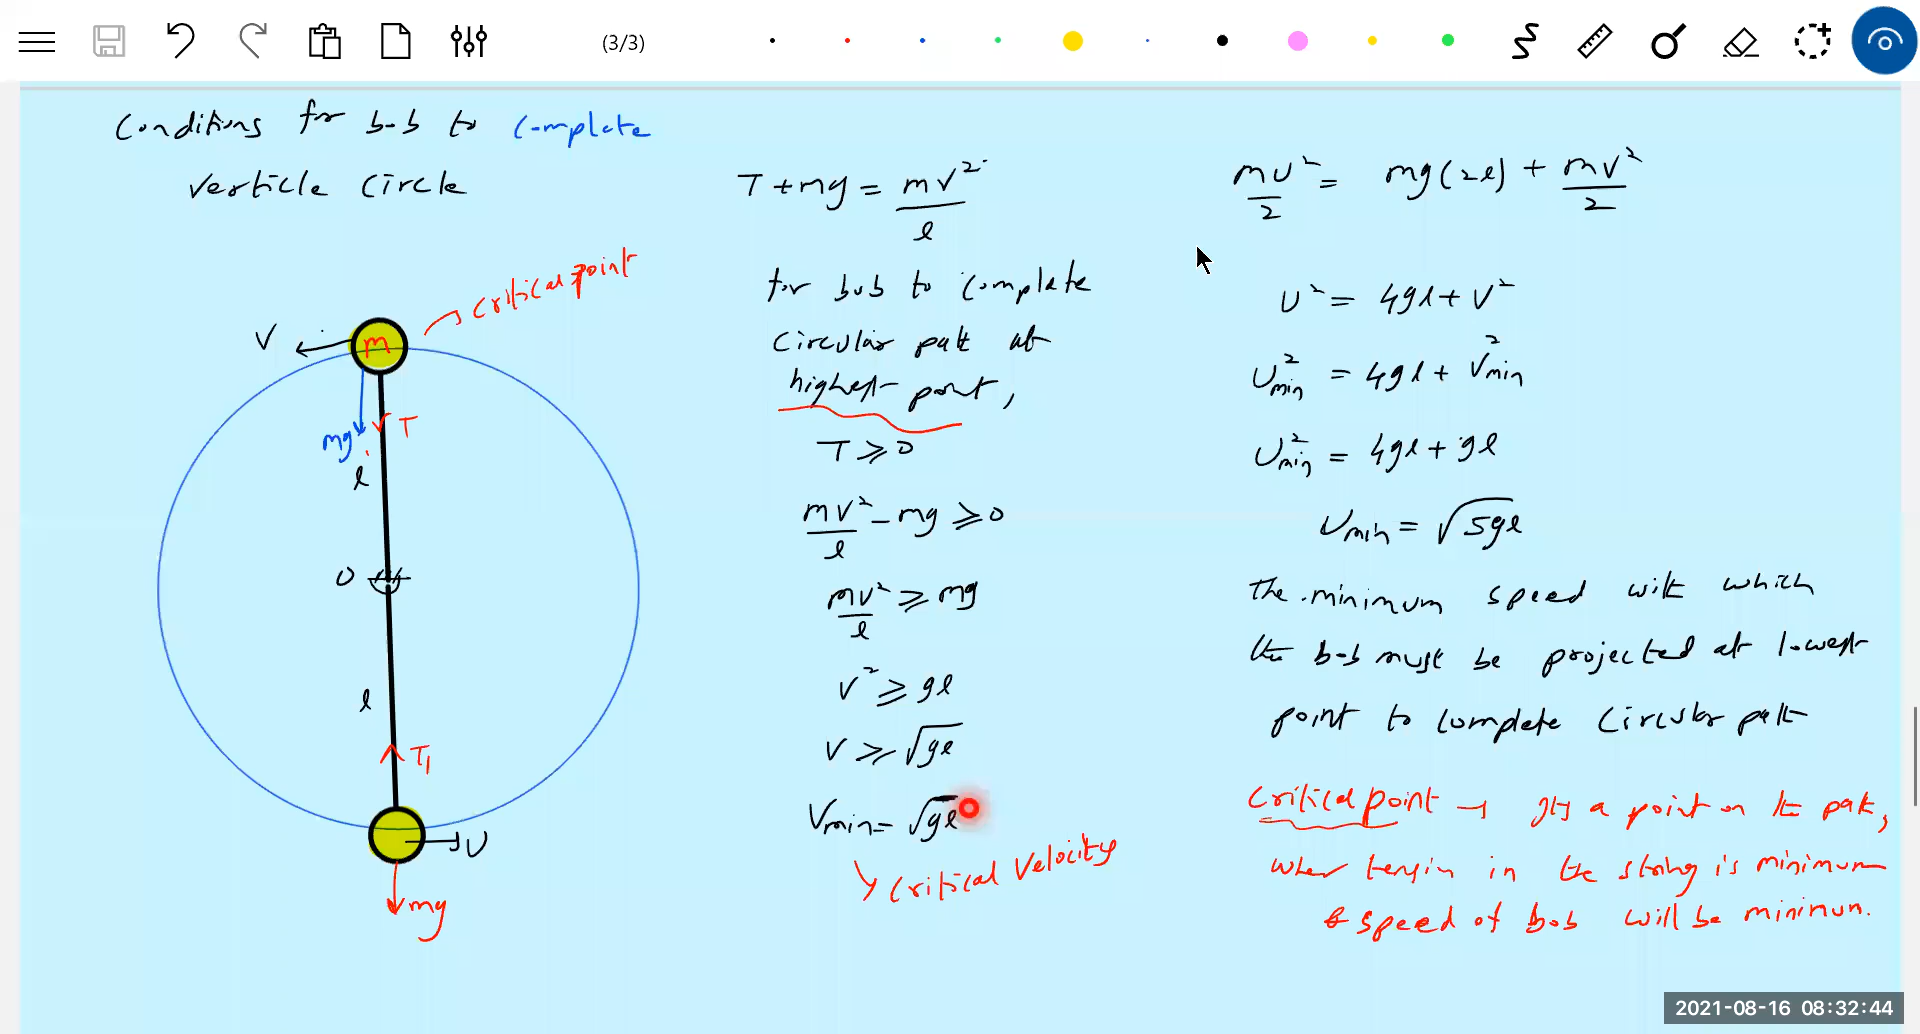 (3/3)
Conditions for bob to complete
verticle circle
critical point
V
m
mg
T
l
O
l
T₁
U
mg
T + mg = mv²/l
for bob to complete
circular path at
highest point,
T ⩾ 0
mv²/l - mg ⩾ 0
mv²/l ⩾ mg
v² ⩾ gl
v ⩾ √gl
Vmin = √gl
critical velocity
mu²/2 = mg(2l) + mv²/2
U² = 4gl + V²
U²min = 4gl + V²min
U²min = 4gl + gl
Umin = √5gl
The minimum speed with which
the bob must be projected at lowest
point to complete circular path
critical point → It is a point on the path,
when tension in the string is minimum
& speed of bob will be minimum.
2021-08-16 08:32:44